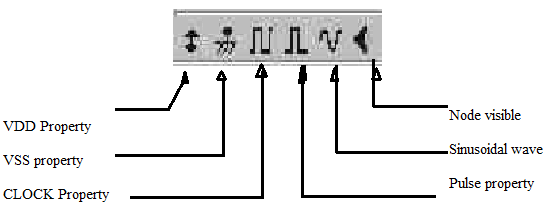 VDD Property
VSS property
CLOCK Property
Node visible
Sinusoidal wave
Pulse property